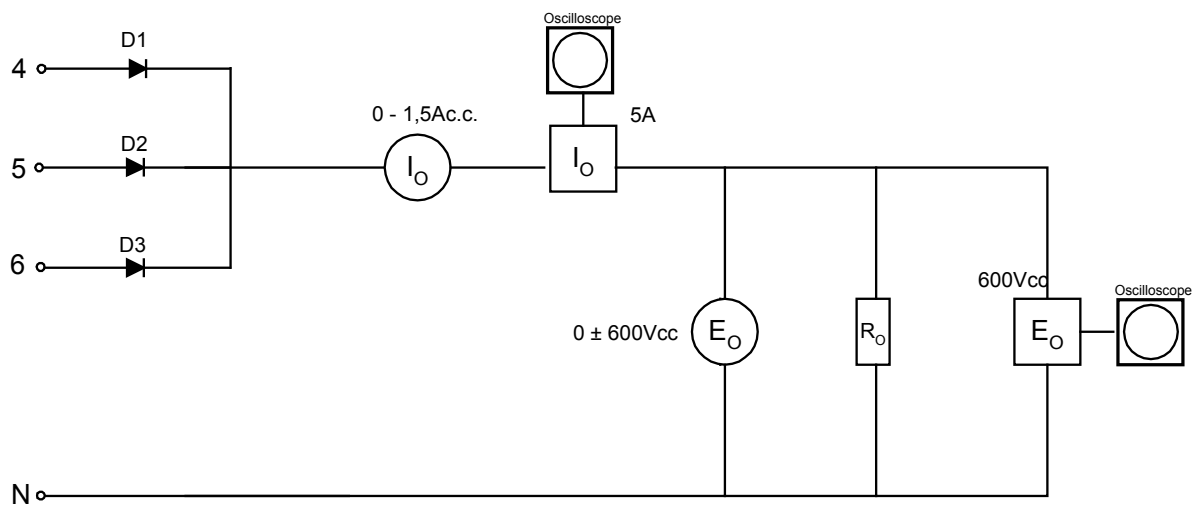 Oscilloscope
D1
4
0 - 1,5Ac.c.
5A
D2
5
I_O
I_O
D3
6
600Vcc
Oscilloscope
0 ± 600Vcc
E_O
R_O
E_O
N